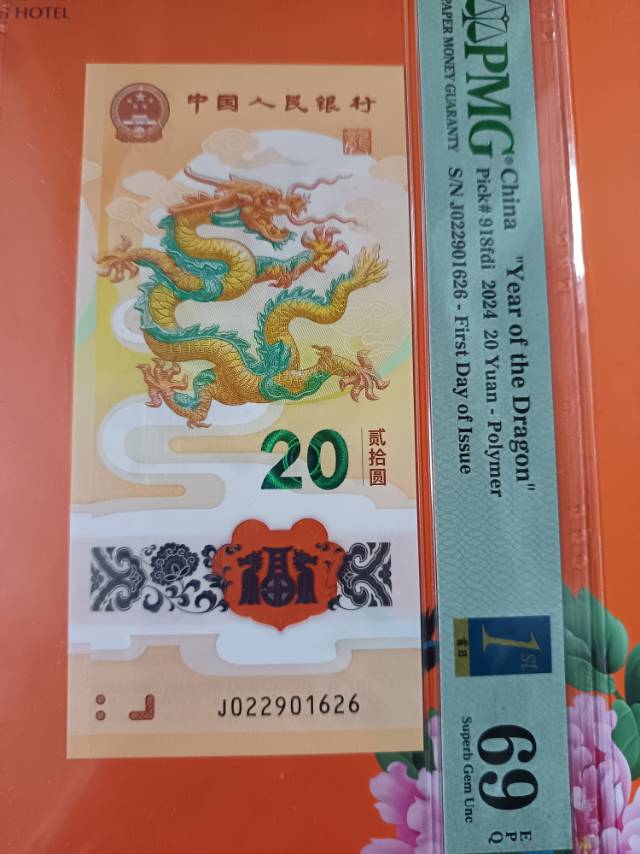 HOTEL
中国人民银行
20
贰拾圆
J022901626
PMG®
PAPER MONEY GUARANTY
China "Year of the Dragon"
Pick# 918fdi 2024 20 Yuan - Polymer
S/N J022901626 - First Day of Issue
1st
首日
69 EPQ
Superb Gem Unc